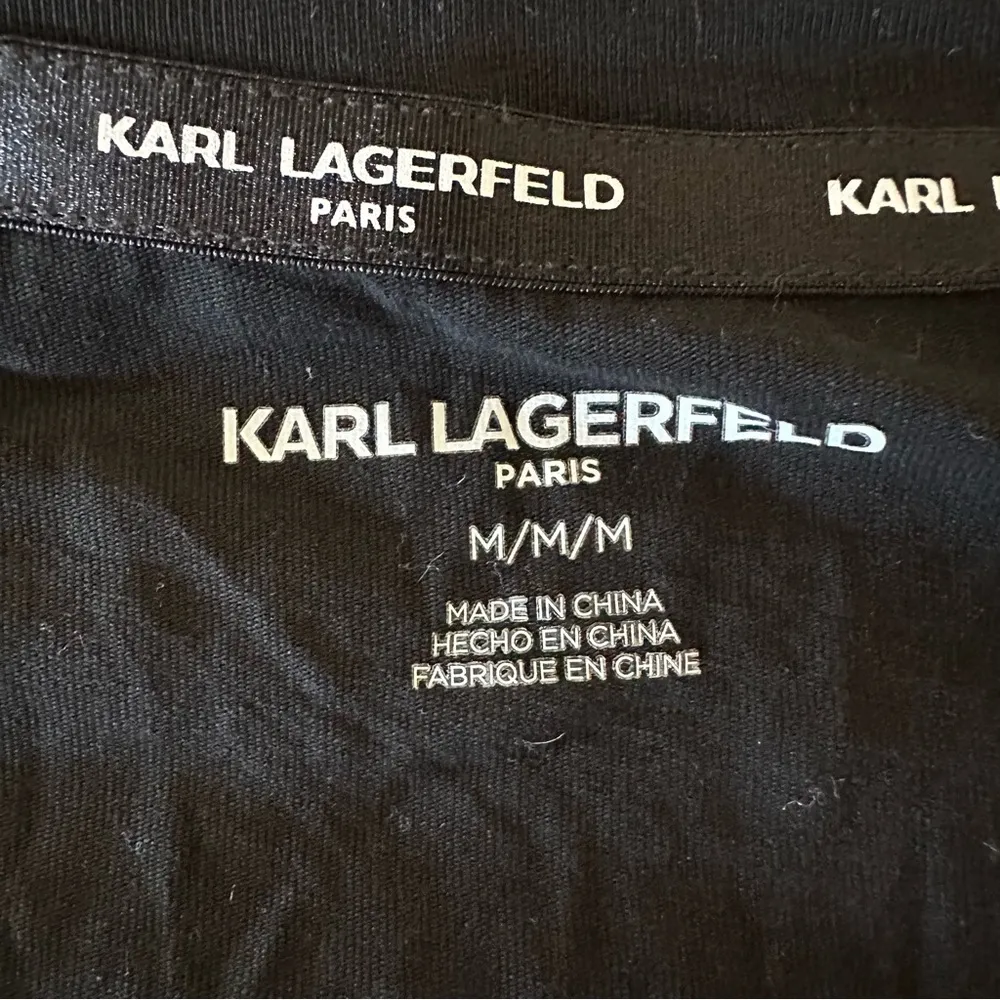 KARL LAGERFELD
PARIS
KARL
KARL LAGERFELD
PARIS
M/M/M
MADE IN CHINA
HECHO EN CHINA
FABRIQUE EN CHINE